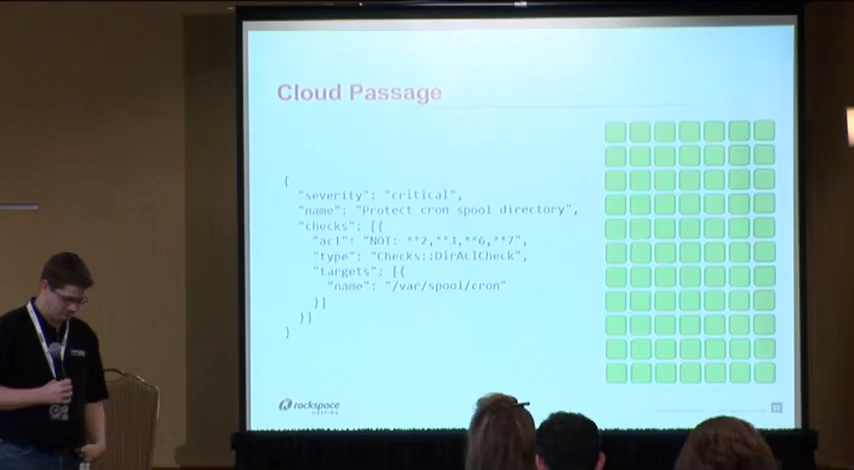 Cloud Passage
{
"severity": "critical",
"name": "Protect cron spool directory",
"checks": [{
"acl": "NOT: **2,**3,**6,**7",
"type": "Checks::DirAclCheck",
"targets": [{
"name": "/var/spool/cron"
}]
}]
}
rackspace
HOSTING